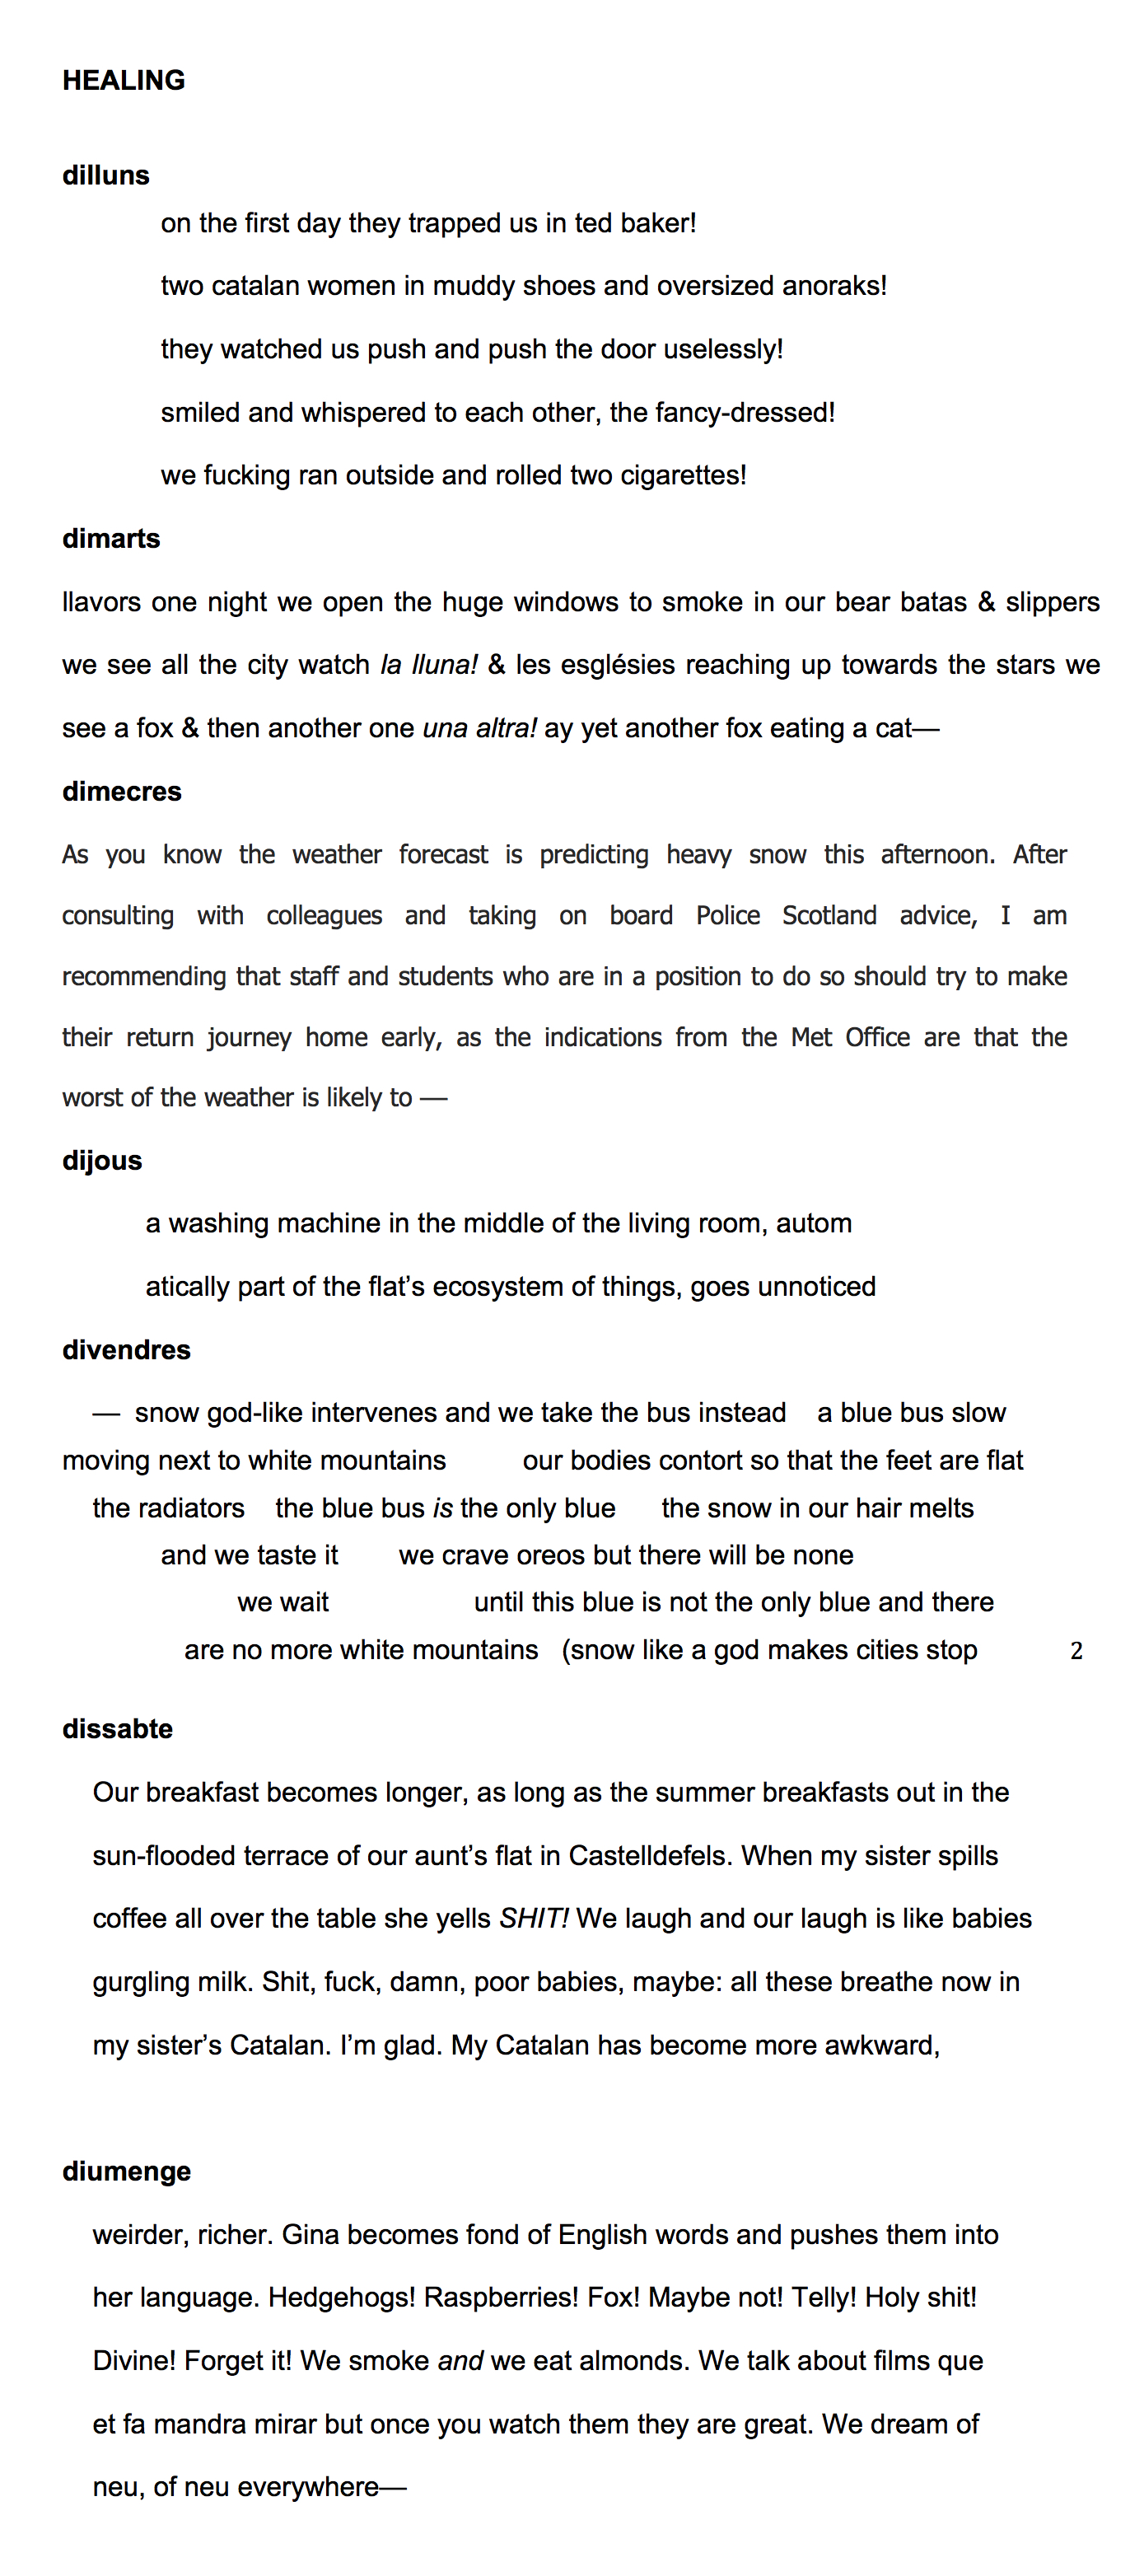 HEALING
dilluns
on the first day they trapped us in ted baker!
two catalan women in muddy shoes and oversized anoraks!
they watched us push and push the door uselessly!
smiled and whispered to each other, the fancy-dressed!
we fucking ran outside and rolled two cigarettes!
dimarts
llavors one night we open the huge windows to smoke in our bear batas & slippers
we see all the city watch la lluna! & les esglésies reaching up towards the stars we
see a fox & then another one una altra! ay yet another fox eating a cat—
dimecres
As you know the weather forecast is predicting heavy snow this afternoon. After
consulting with colleagues and taking on board Police Scotland advice, I am
recommending that staff and students who are in a position to do so should try to make
their return journey home early, as the indications from the Met Office are that the
worst of the weather is likely to —
dijous
a washing machine in the middle of the living room, autom
atically part of the flat’s ecosystem of things, goes unnoticed
divendres
— snow god-like intervenes and we take the bus instead a blue bus slow
moving next to white mountains our bodies contort so that the feet are flat
the radiators the blue bus is the only blue the snow in our hair melts
and we taste it we crave oreos but there will be none
we wait until this blue is not the only blue and there
are no more white mountains (snow like a god makes cities stop 2
dissabte
Our breakfast becomes longer, as long as the summer breakfasts out in the
sun-flooded terrace of our aunt’s flat in Castelldefels. When my sister spills
coffee all over the table she yells SHIT! We laugh and our laugh is like babies
gurgling milk. Shit, fuck, damn, poor babies, maybe: all these breathe now in
my sister’s Catalan. I’m glad. My Catalan has become more awkward,
diumenge
weirder, richer. Gina becomes fond of English words and pushes them into
her language. Hedgehogs! Raspberries! Fox! Maybe not! Telly! Holy shit!
Divine! Forget it! We smoke and we eat almonds. We talk about films que
et fa mandra mirar but once you watch them they are great. We dream of
neu, of neu everywhere—